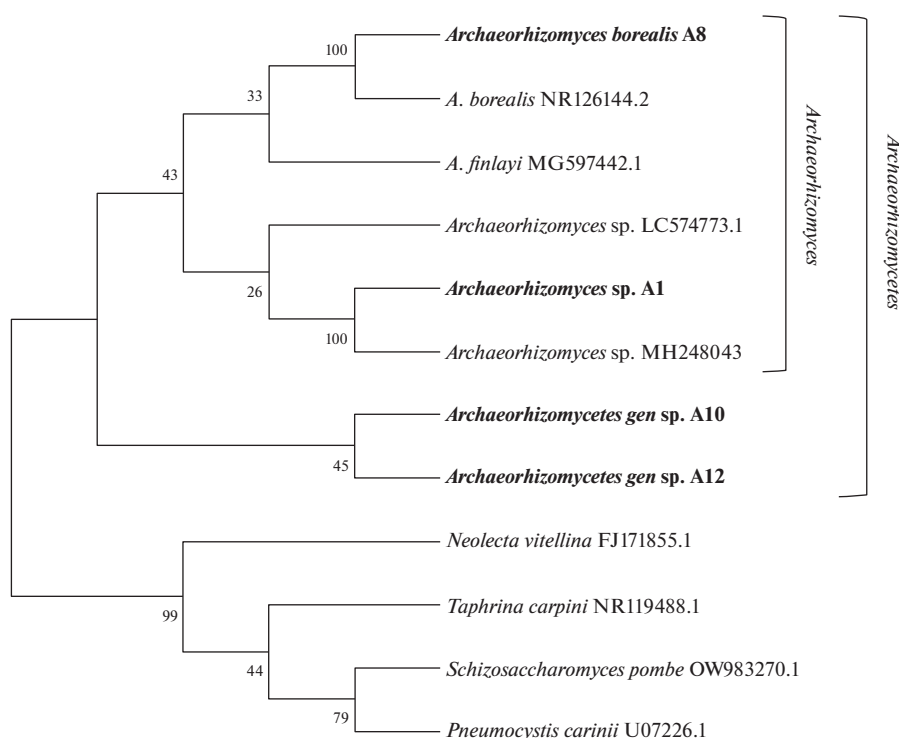 Archaeorhizomyces borealis A8
100
33
A. borealis NR126144.2
A. finlayi MG597442.1
43
Archaeorhizomyces sp. LC574773.1
26
Archaeorhizomyces sp. A1
100
Archaeorhizomyces sp. MH248043
Archaeorhizomyces
Archaeorhizomycetes
Archaeorhizomycetes gen sp. A10
45
Archaeorhizomycetes gen sp. A12
Neolecta vitellina FJ171855.1
99
Taphrina carpini NR119488.1
44
Schizosaccharomyces pombe OW983270.1
79
Pneumocystis carinii U07226.1